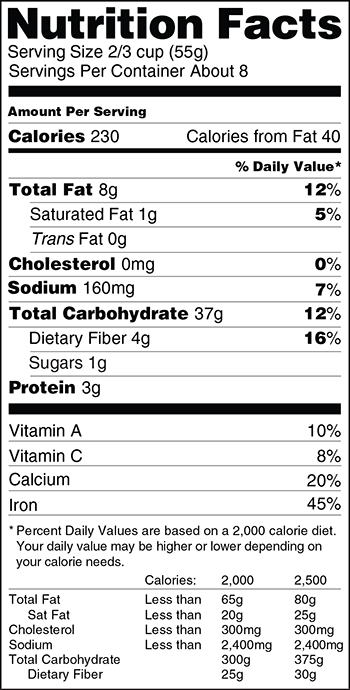 Nutrition Facts
Serving Size 2/3 cup (55g)
Servings Per Container About 8
Amount Per Serving
Calories 230 Calories from Fat 40
% Daily Value*
Total Fat 8g 12%
Saturated Fat 1g 5%
Trans Fat 0g
Cholesterol 0mg 0%
Sodium 160mg 7%
Total Carbohydrate 37g 12%
Dietary Fiber 4g 16%
Sugars 1g
Protein 3g
Vitamin A 10%
Vitamin C 8%
Calcium 20%
Iron 45%
* Percent Daily Values are based on a 2,000 calorie diet.
Your daily value may be higher or lower depending on
your calorie needs.
Calories: 2,000 2,500
Total Fat Less than 65g 80g
Sat Fat Less than 20g 25g
Cholesterol Less than 300mg 300mg
Sodium Less than 2,400mg 2,400mg
Total Carbohydrate 300g 375g
Dietary Fiber 25g 30g